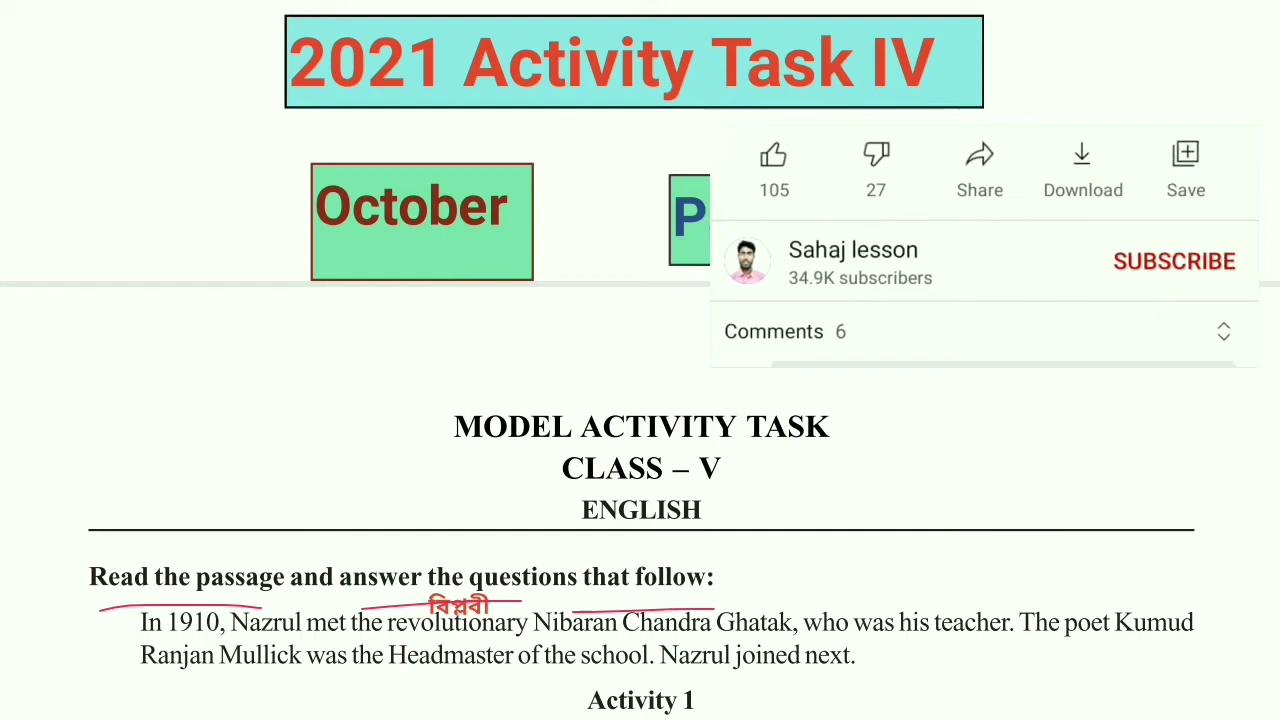 2021 Activity Task IV
October
P
105
27
Share
Download
Save
Sahaj lesson
34.9K subscribers
SUBSCRIBE
Comments 6
MODEL ACTIVITY TASK
CLASS – V
ENGLISH
Read the passage and answer the questions that follow:
বিপ্লবী
In 1910, Nazrul met the revolutionary Nibaran Chandra Ghatak, who was his teacher. The poet Kumud
Ranjan Mullick was the Headmaster of the school. Nazrul joined next.
Activity 1